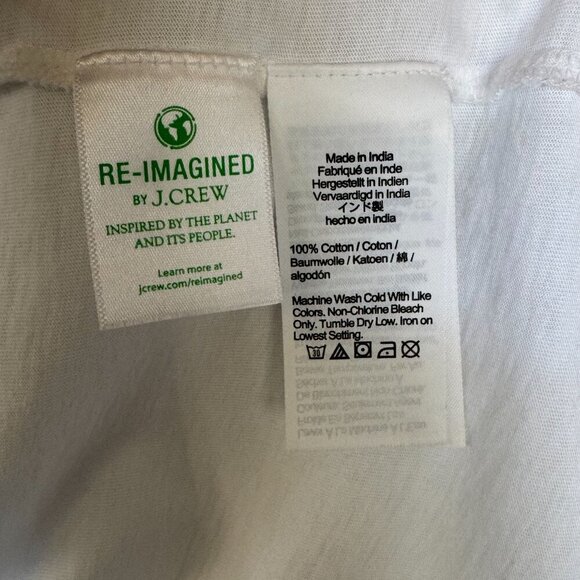 RE-IMAGINED
BY J.CREW
INSPIRED BY THE PLANET
AND ITS PEOPLE.
Learn more at
jcrew.com/reimagined
Made in India
Fabriqué en Inde
Hergestellt in Indien
Vervaardigd in India
インド製
hecho en india
100% Cotton / Coton /
Baumwolle / Katoen / 綿 /
algodón
Machine Wash Cold With Like
Colors. Non-Chlorine Bleach
Only. Tumble Dry Low. Iron on
Lowest Setting.
30